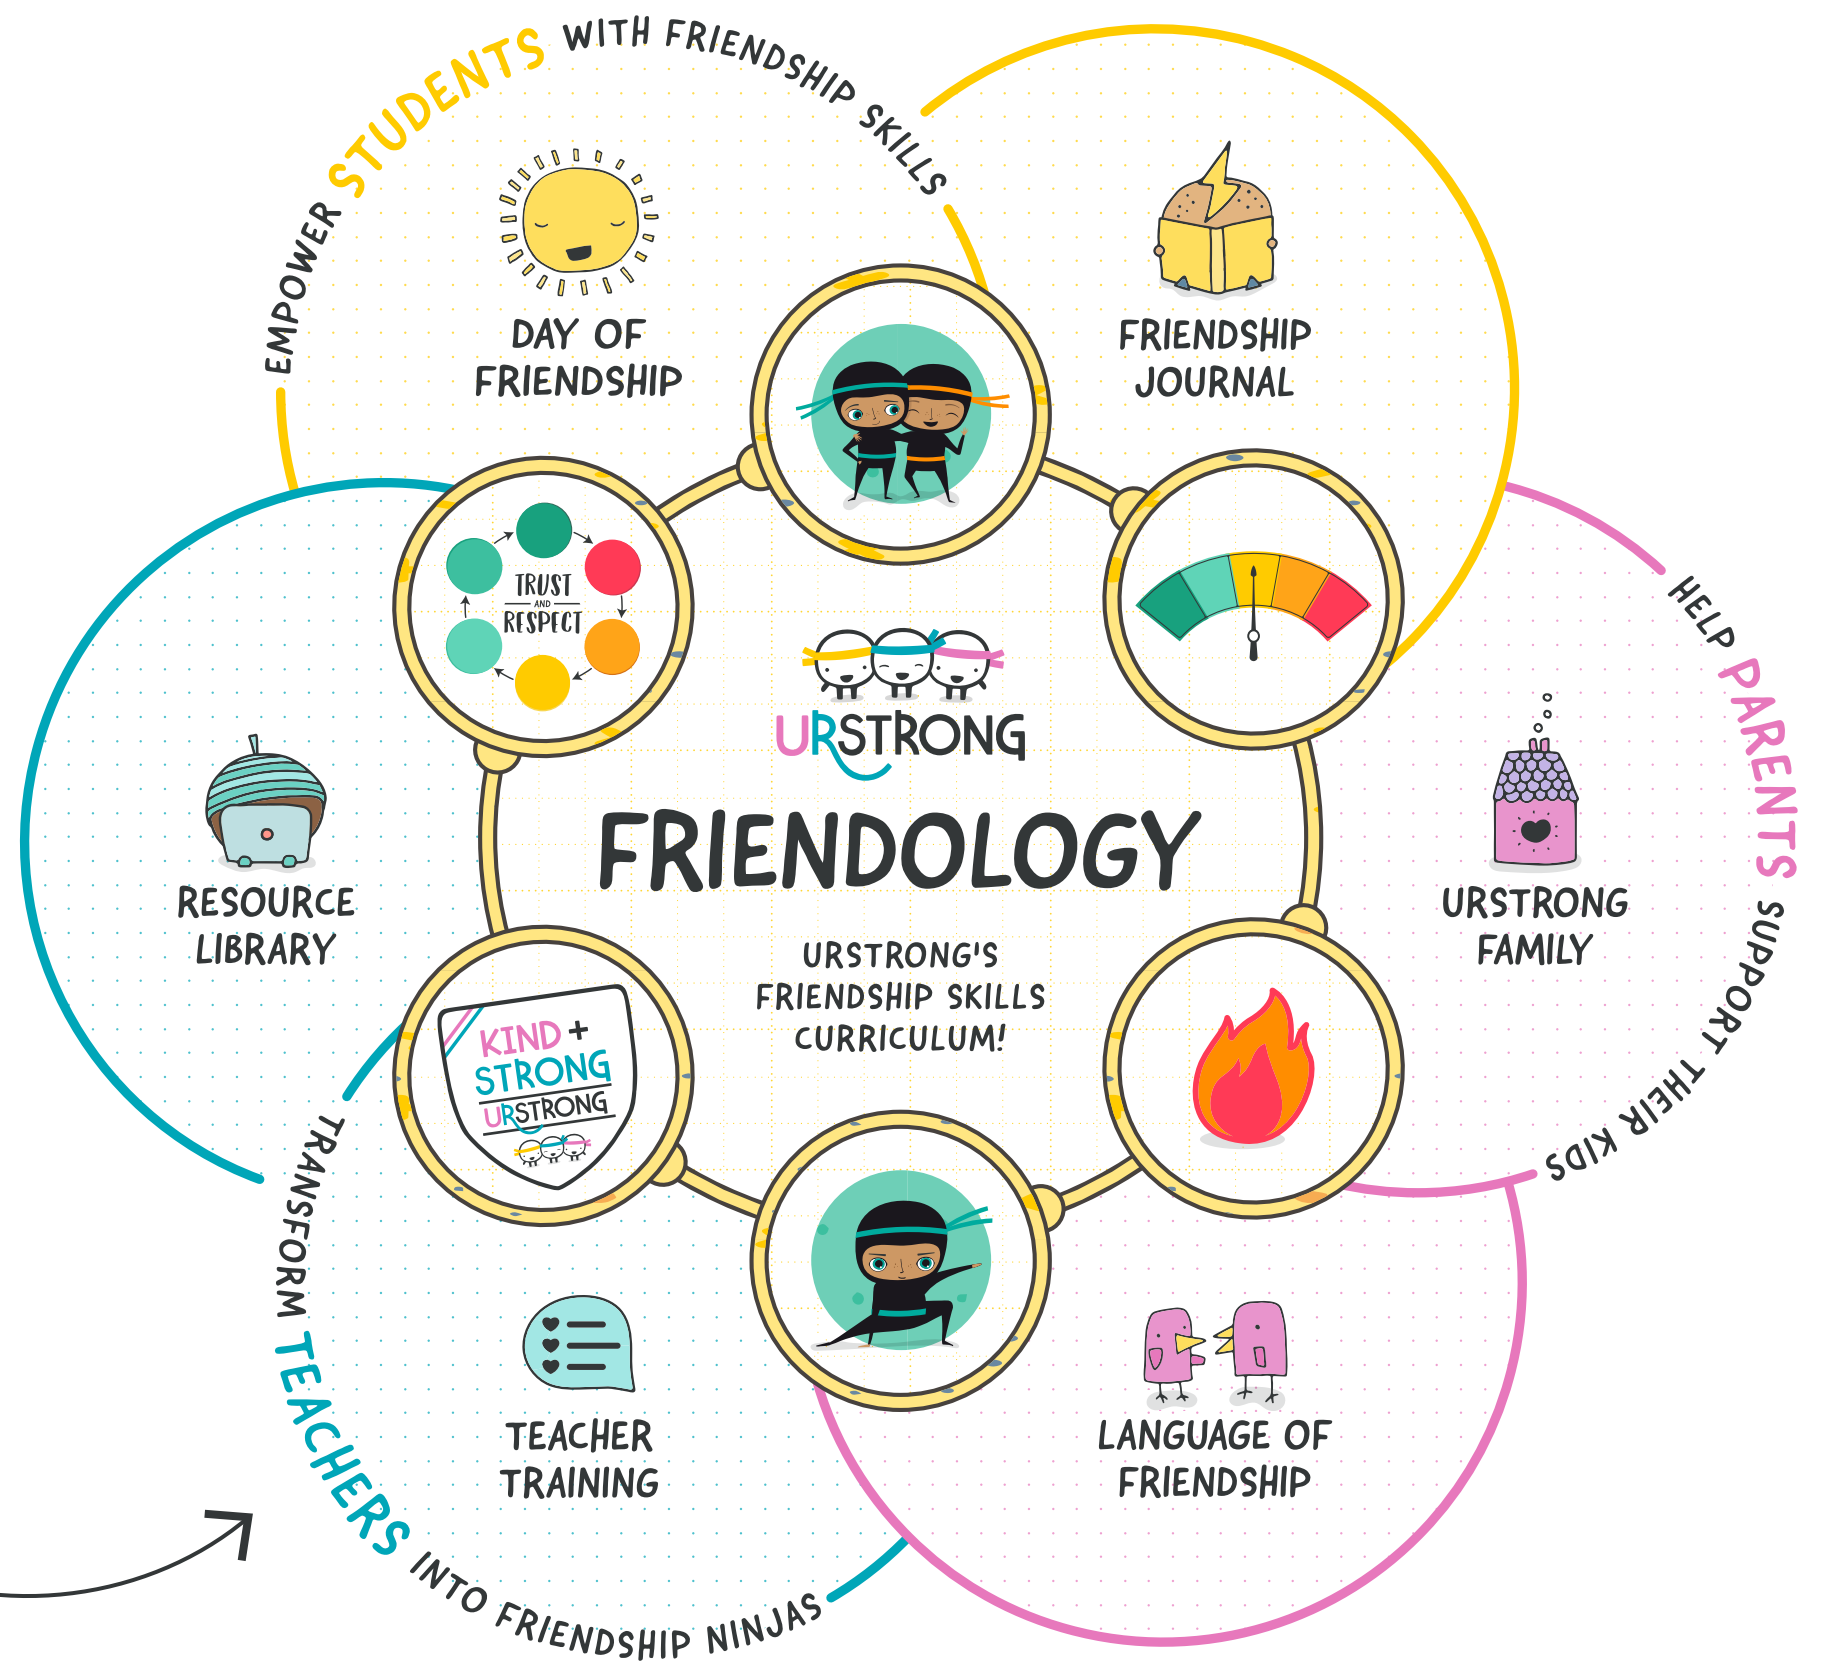 EMPOWER STUDENTS WITH FRIENDSHIP SKILLS
DAY OF
FRIENDSHIP
FRIENDSHIP
JOURNAL
TRUST
AND
RESPECT
URSTRONG
FRIENDOLOGY
URSTRONG'S
FRIENDSHIP SKILLS
CURRICULUM!
RESOURCE
LIBRARY
HELP PARENTS SUPPORT THEIR KIDS
URSTRONG
FAMILY
KIND +
STRONG
URSTRONG
TRANSFORM TEACHERS INTO FRIENDSHIP NINJAS
TEACHER
TRAINING
LANGUAGE OF
FRIENDSHIP